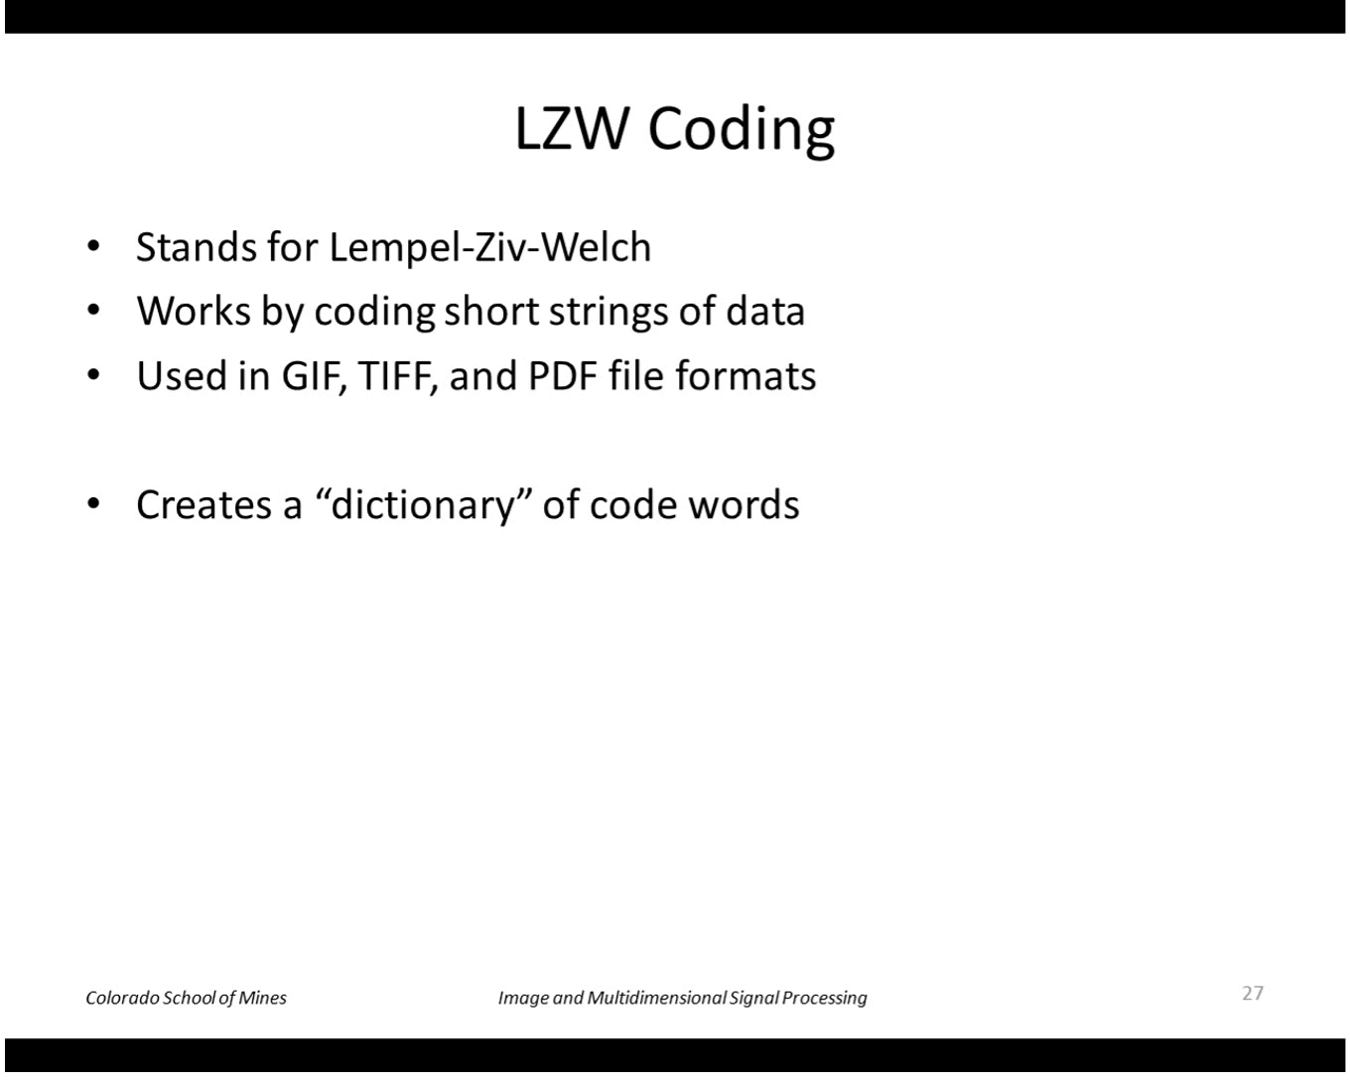 LZW Coding
• Stands for Lempel-Ziv-Welch
• Works by coding short strings of data
• Used in GIF, TIFF, and PDF file formats
• Creates a “dictionary” of code words
Colorado School of Mines
Image and Multidimensional Signal Processing
27